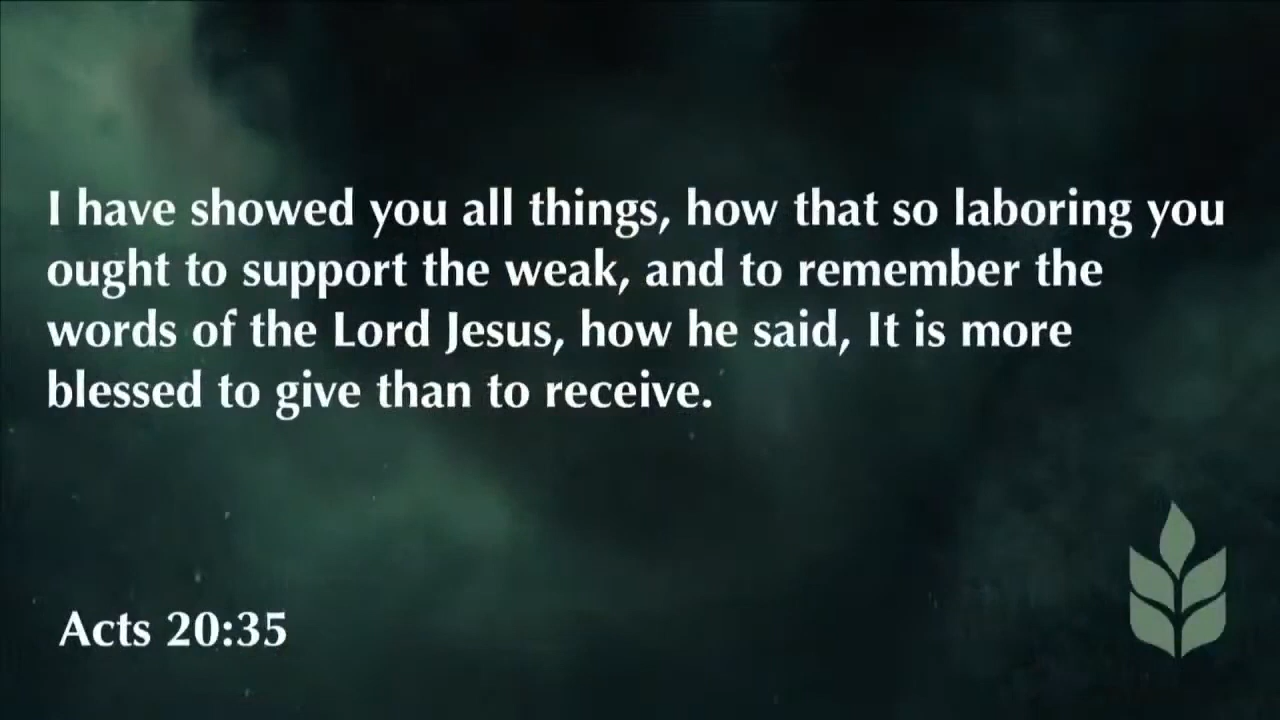 I have showed you all things, how that so laboring you
ought to support the weak, and to remember the
words of the Lord Jesus, how he said, It is more
blessed to give than to receive.
Acts 20:35